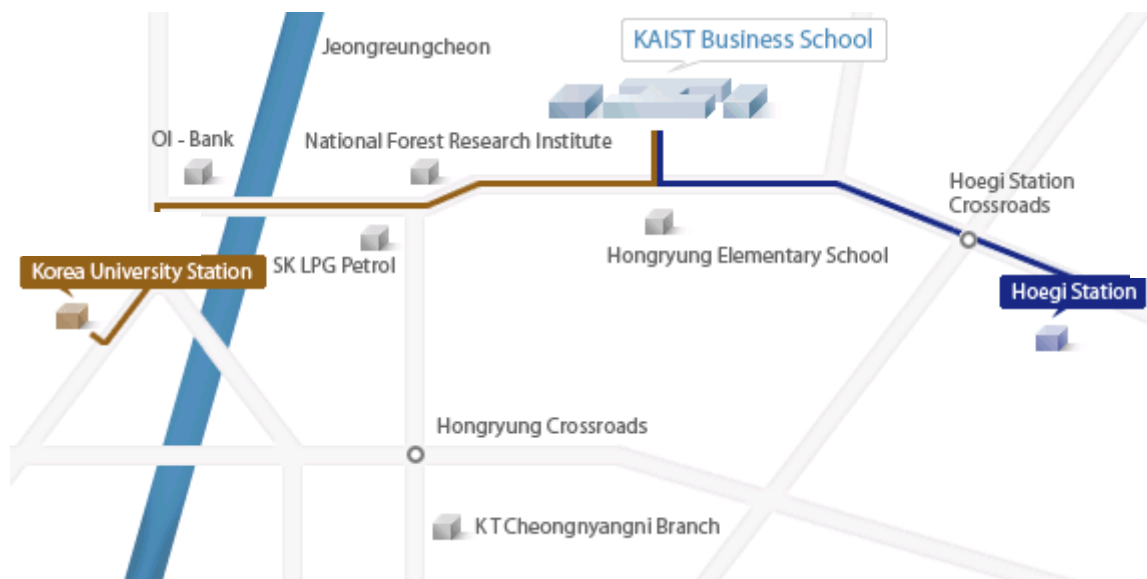 KAIST Business School
Jeongreungcheon
OI - Bank
National Forest Research Institute
Hoegi Station
Crossroads
Korea University Station
SK LPG Petrol
Hongryung Elementary School
Hoegi Station
Hongryung Crossroads
KT Cheongnyangni Branch